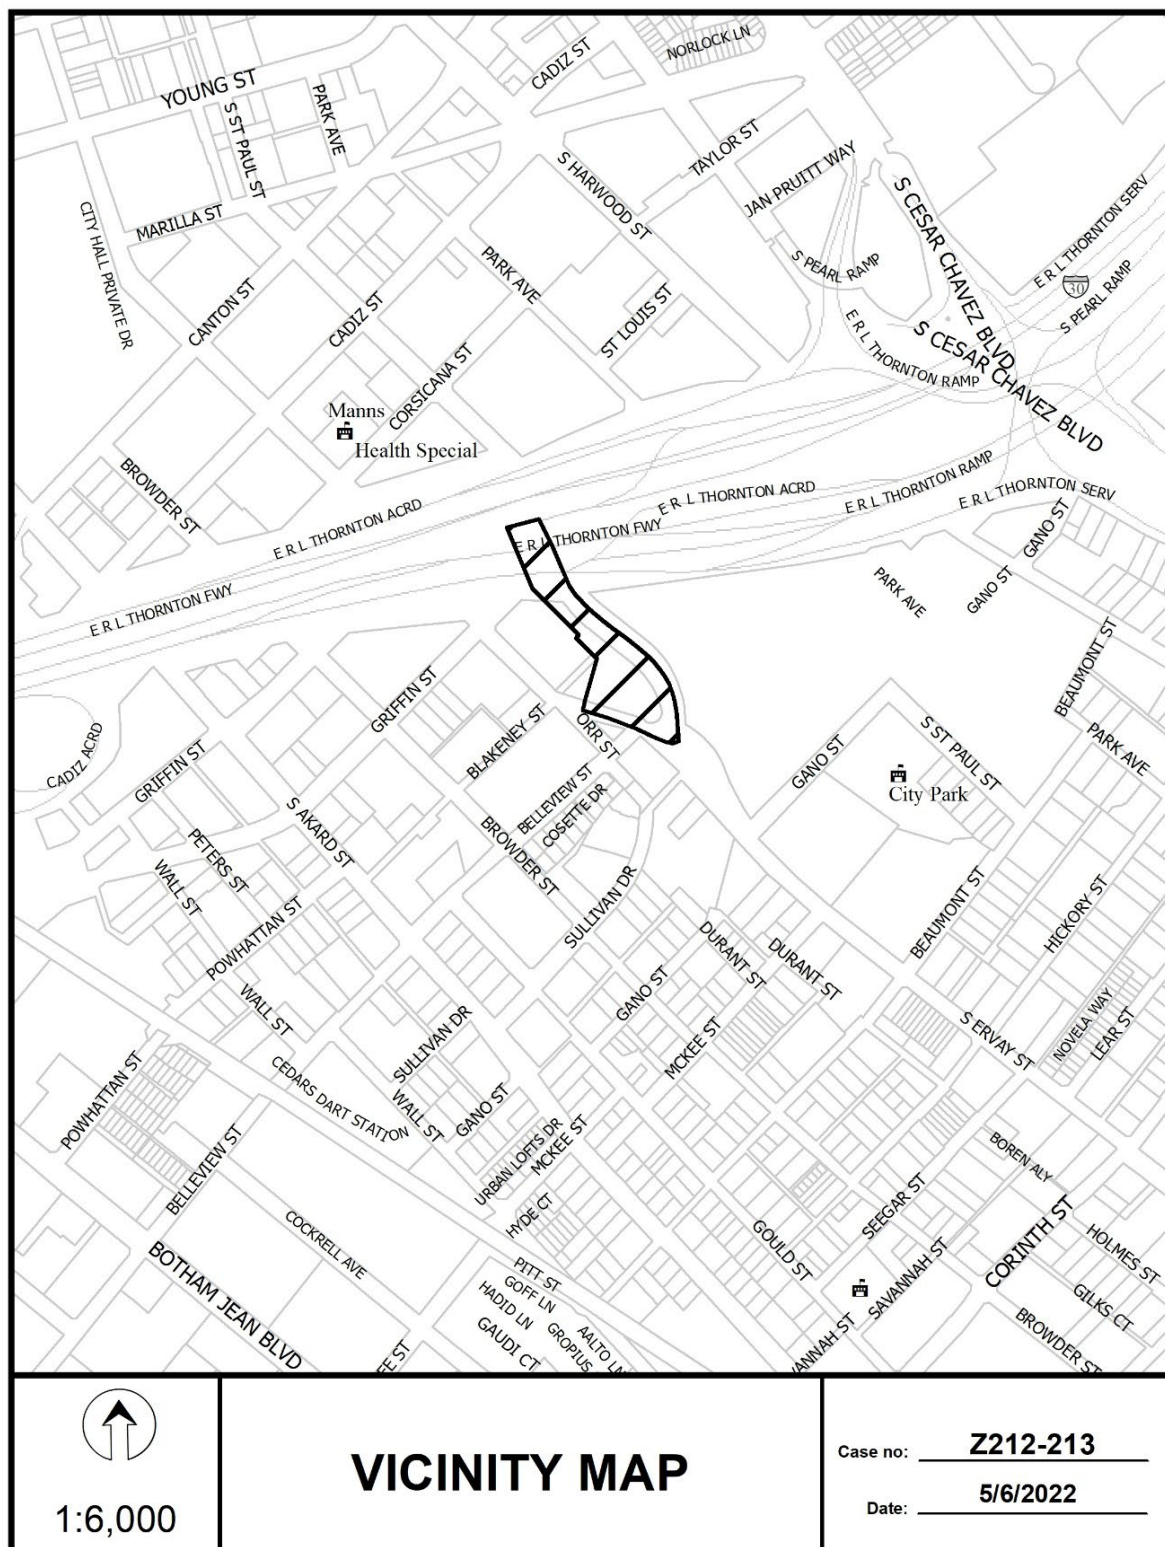 NORLOCK LN
CADIZ ST
YOUNG ST
PARK AVE
S ST PAUL ST
TAYLOR ST
S HARWOOD ST
JAN PRUITT WAY
S CESAR CHAVEZ BLVD
E R L THORNTON SERV
MARILLA ST
CITY HALL PRIVATE DR
PARK AVE
S PEARL RAMP
30
S PEARL RAMP
CANTON ST
CADIZ ST
ST LOUIS ST
E R L THORNTON RAMP
S CESAR CHAVEZ BLVD
CORSICANA ST
Manns
Health Special
BROWDER ST
E R L THORNTON ACRD
E R L THORNTON ACRD
E R L THORNTON RAMP
E R L THORNTON SERV
GANO ST
E R L THORNTON FWY
E R L THORNTON FWY
PARK AVE
GANO ST
BEAUMONT ST
GRIFFIN ST
BLAKENEY ST
ORR ST
CADIZ ACRD
GRIFFIN ST
GANO ST
S ST PAUL ST
PARK AVE
City Park
S AKARD ST
BELLEVIEW ST
COSETTE DR
BROWDER ST
PETERS ST
WALL ST
SULLIVAN DR
POWHATTAN ST
BEAUMONT ST
HICKORY ST
DURANT ST
DURANT ST
WALL ST
GANO ST
MCKEE ST
SULLIVAN DR
S ERVAY ST
NOVELA WAY
LEAR ST
POWHATTAN ST
CEDARS DART STATION
WALL ST
GANO ST
BELLEVIEW ST
URBAN LOFTS DR
MCKEE ST
HYDE CT
BOREN ALY
SEEGAR ST
COCKRELL AVE
GOULD ST
CORINTH ST
HOLMES ST
BOTHAM JEAN BLVD
PITT ST
GOFF LN
HADID LN
GAUDI CT
GROPIUS
AALTO LN
SAVANNAH ST
VANNAH ST
GILKS CT
BROWDER ST
FE ST
1:6,000
VICINITY MAP
Case no: Z212-213
Date: 5/6/2022